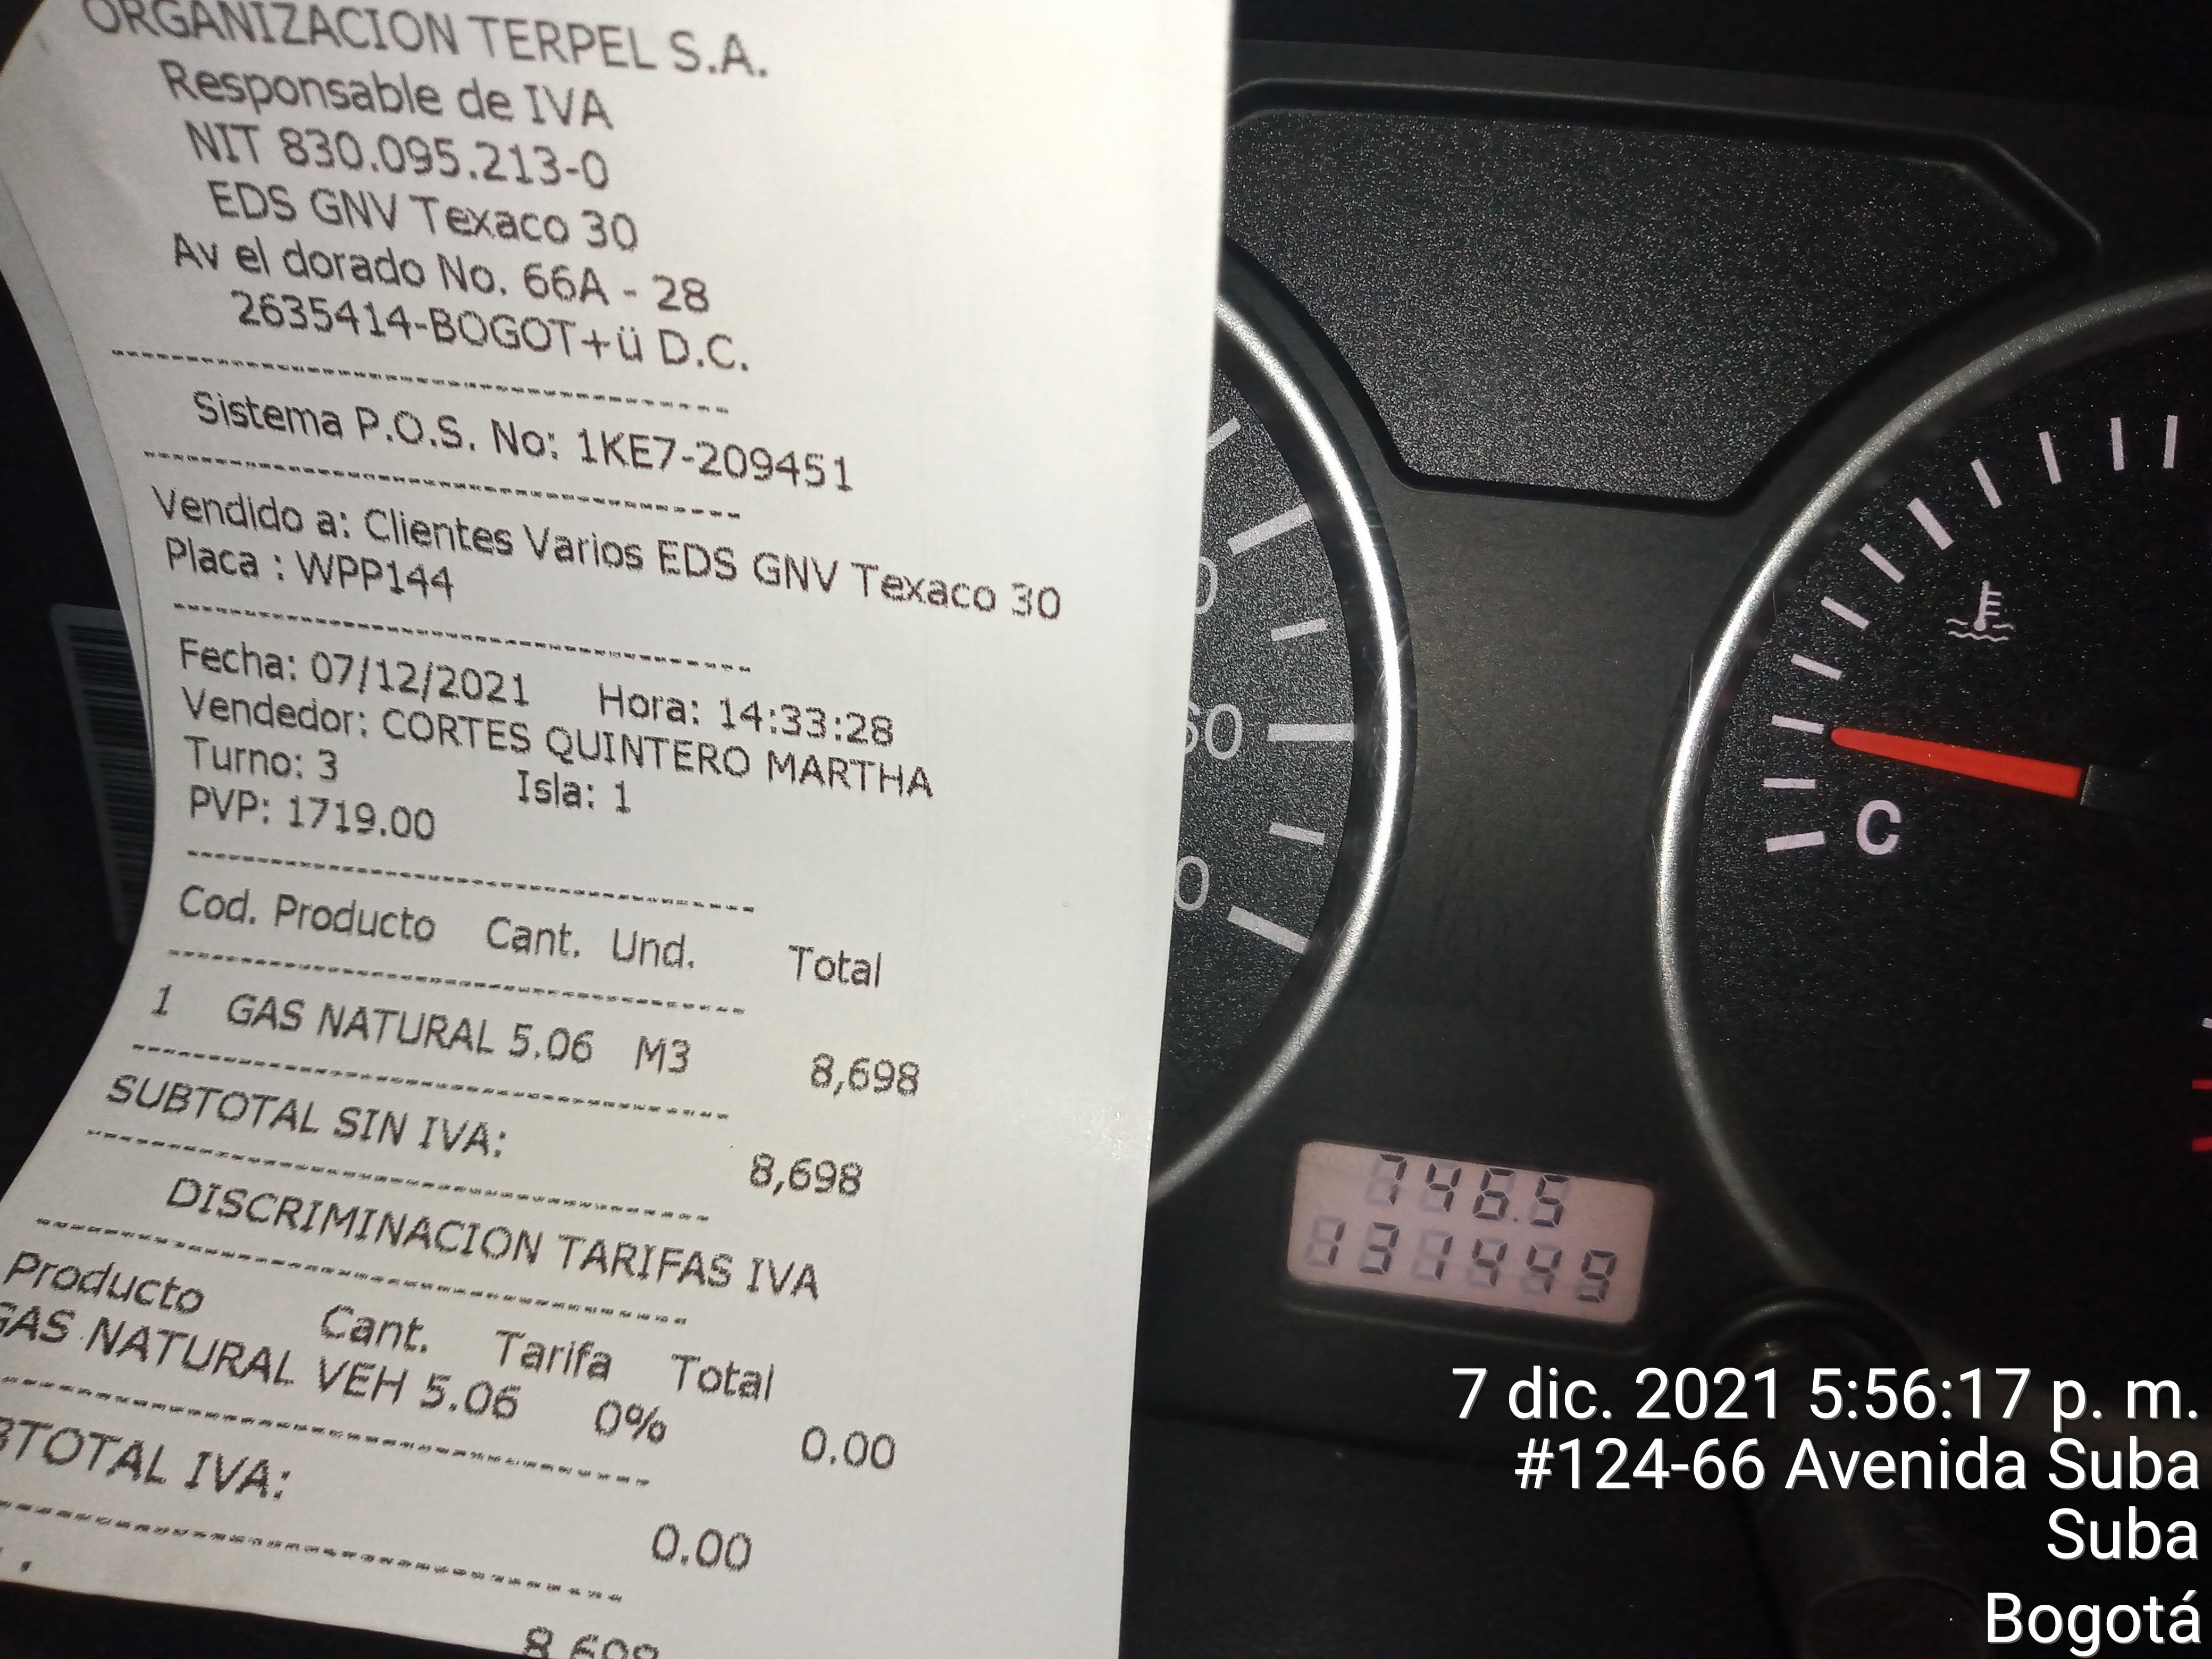 ORGANIZACION TERPEL S.A.
Responsable de IVA
NIT 830.095.213-0
EDS GNV Texaco 30
Av el dorado No. 66A - 28
2635414-BOGOT+ü D.C.
Sistema P.O.S. No: 1KE7-209451
Vendido a: Clientes Varios EDS GNV Texaco 30
Placa : WPP144
Fecha: 07/12/2021 Hora: 14:33:28
Vendedor: CORTES QUINTERO MARTHA
Turno: 3 Isla: 1
PVP: 1719.00
Cod. Producto Cant. Und. Total
1 GAS NATURAL 5.06 M3 8,698
SUBTOTAL SIN IVA: 8,698
DISCRIMINACION TARIFAS IVA
Producto Cant. Tarifa Total
GAS NATURAL VEH 5.06 0% 0.00
BTOTAL IVA: 0.00
8,698
C
7465
131449
7 dic. 2021 5:56:17 p. m.
#124-66 Avenida Suba
Suba
Bogotá